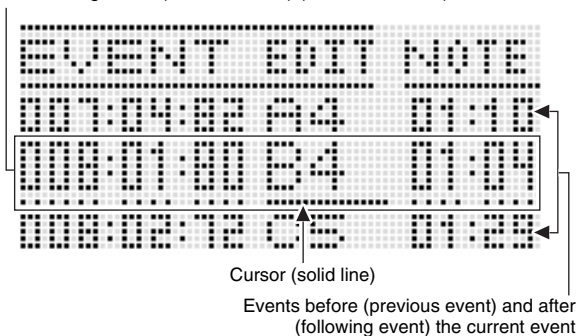 EVENT EDIT NOTE
007:04:82 A4 01:10
008:01:80 B4 01:04
008:02:72 C5 01:29
Cursor (solid line)
Events before (previous event) and after
(following event) the current event